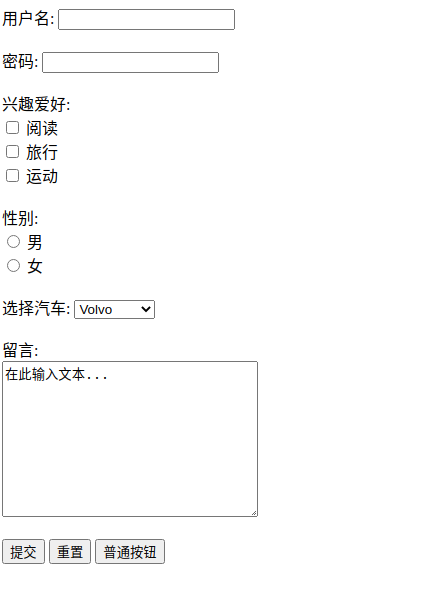 用户名:
密码:
兴趣爱好:
阅读
旅行
运动
性别:
男
女
选择汽车: Volvo
留言:
在此输入文本...
提交 重置 普通按钮